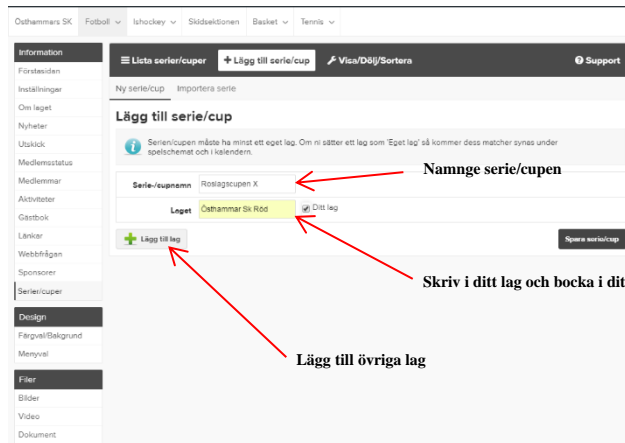 Östhammars SK Fotboll Ishockey Skidsektionen Basket Tennis
Information
Förstasidan
Inställningar
Om laget
Nyheter
Utskick
Medlemsstatus
Medlemmar
Aktiviteter
Gästbok
Länkar
Webbfrågan
Sponsorer
Serier/cuper
Design
Färgval/Bakgrund
Menyval
Filer
Bilder
Video
Dokument
Lista serier/cuper Lägg till serie/cup Visa/Dölj/Sortera Support
Ny serie/cup Importera serie
Lägg till serie/cup
Serien/cupen måste ha minst ett eget lag. Om ni sätter ett lag som 'Eget lag' så kommer dess matcher synas under
spelschemat och i kalendern.
Namnge serie/cupen
Serie-/cupnamn Roslagscupen X
Laget Östhammar Sk Röd Ditt lag
Lägg till lag Spara serie/cup
Skriv i ditt lag och bocka i dit
Lägg till övriga lag